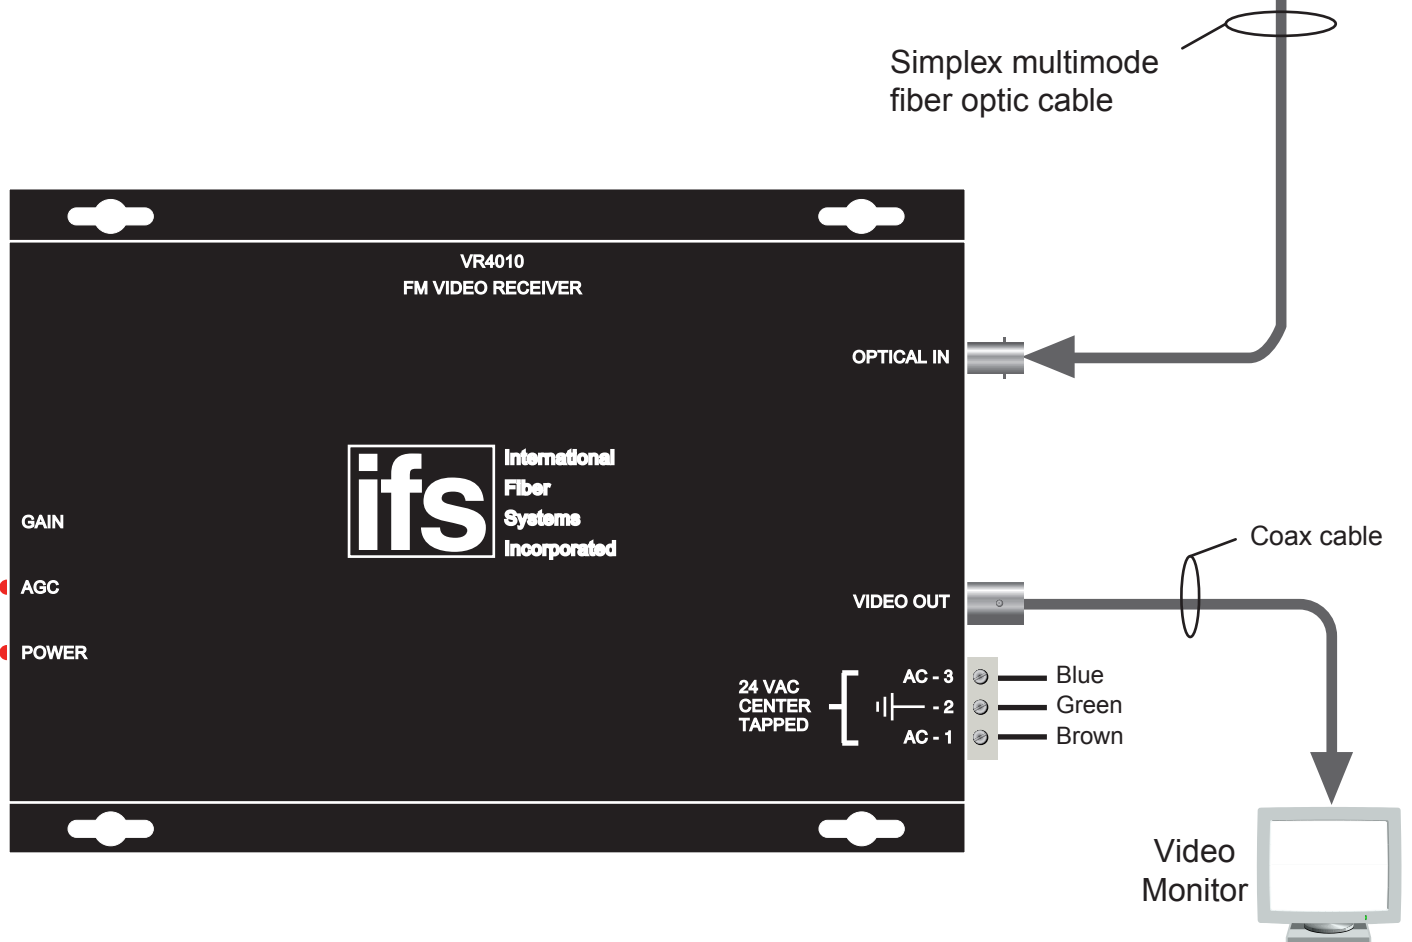 Simplex multimode
fiber optic cable
VR4010
FM VIDEO RECEIVER
OPTICAL IN
ifs
International
Fiber
Systems
Incorporated
GAIN
AGC
POWER
VIDEO OUT
Coax cable
24 VAC
CENTER
TAPPED
AC - 3
- 2
AC - 1
Blue
Green
Brown
Video
Monitor